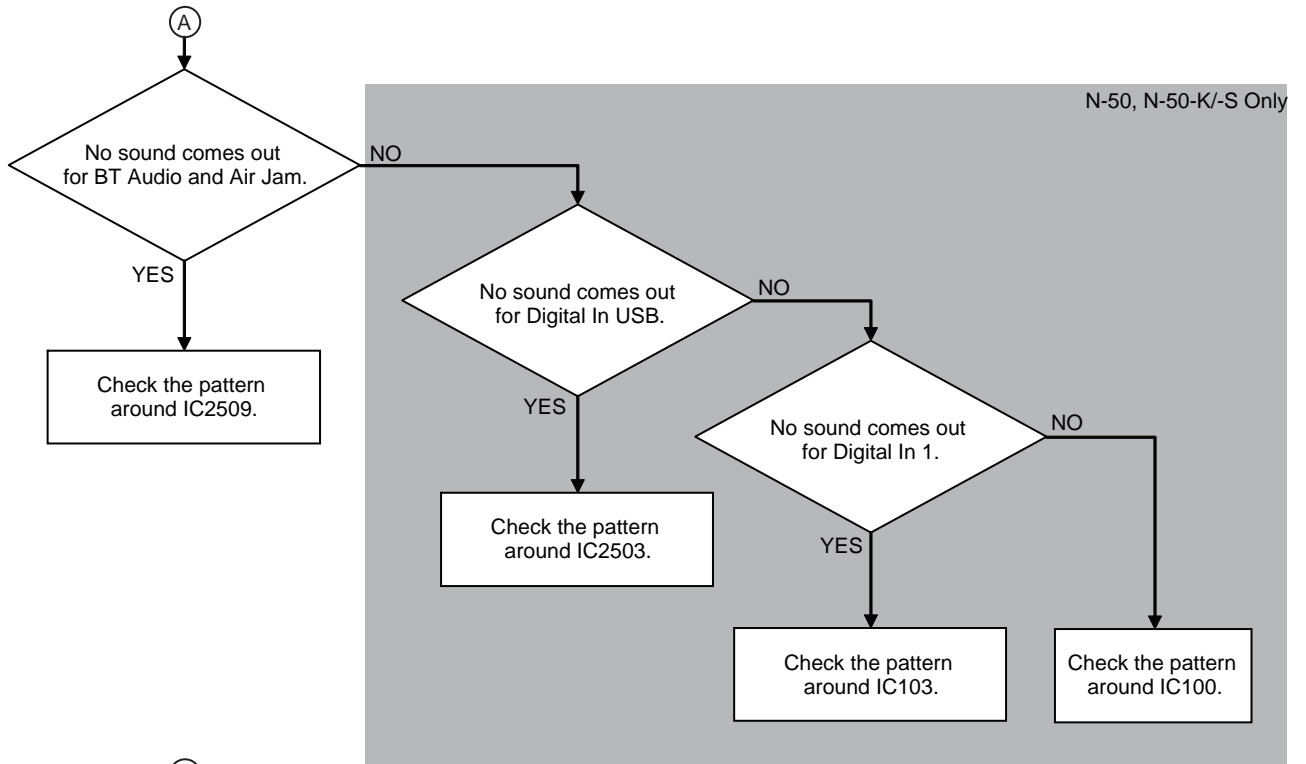 A
N-50, N-50-K/-S Only
No sound comes out
for BT Audio and Air Jam.
NO
YES
No sound comes out
for Digital In USB.
NO
Check the pattern
around IC2509.
YES
No sound comes out
for Digital In 1.
NO
Check the pattern
around IC2503.
YES
Check the pattern
around IC103.
Check the pattern
around IC100.